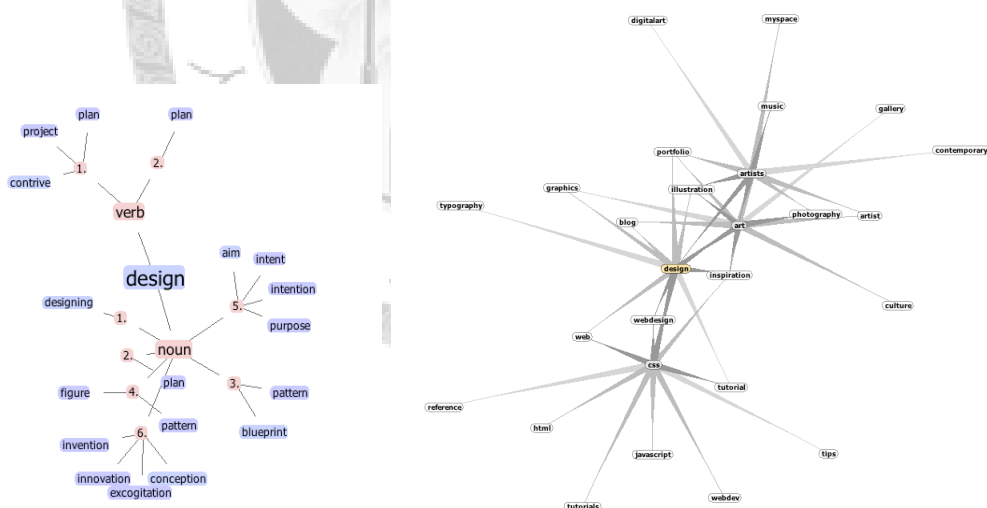 plan
plan
project
1.
2.
contrive
verb
design
aim
intent
intention
5.
purpose
designing
1.
noun
2.
plan
3.
pattern
figure
4.
pattern
blueprint
6.
invention
innovation
conception
excogitation
digitalart
myspace
music
gallery
portfolio
contemporary
artists
graphics
illustration
typography
blog
art
photography
artist
design
inspiration
culture
webdesign
web
css
tutorial
reference
html
javascript
tips
webdev
tutorials